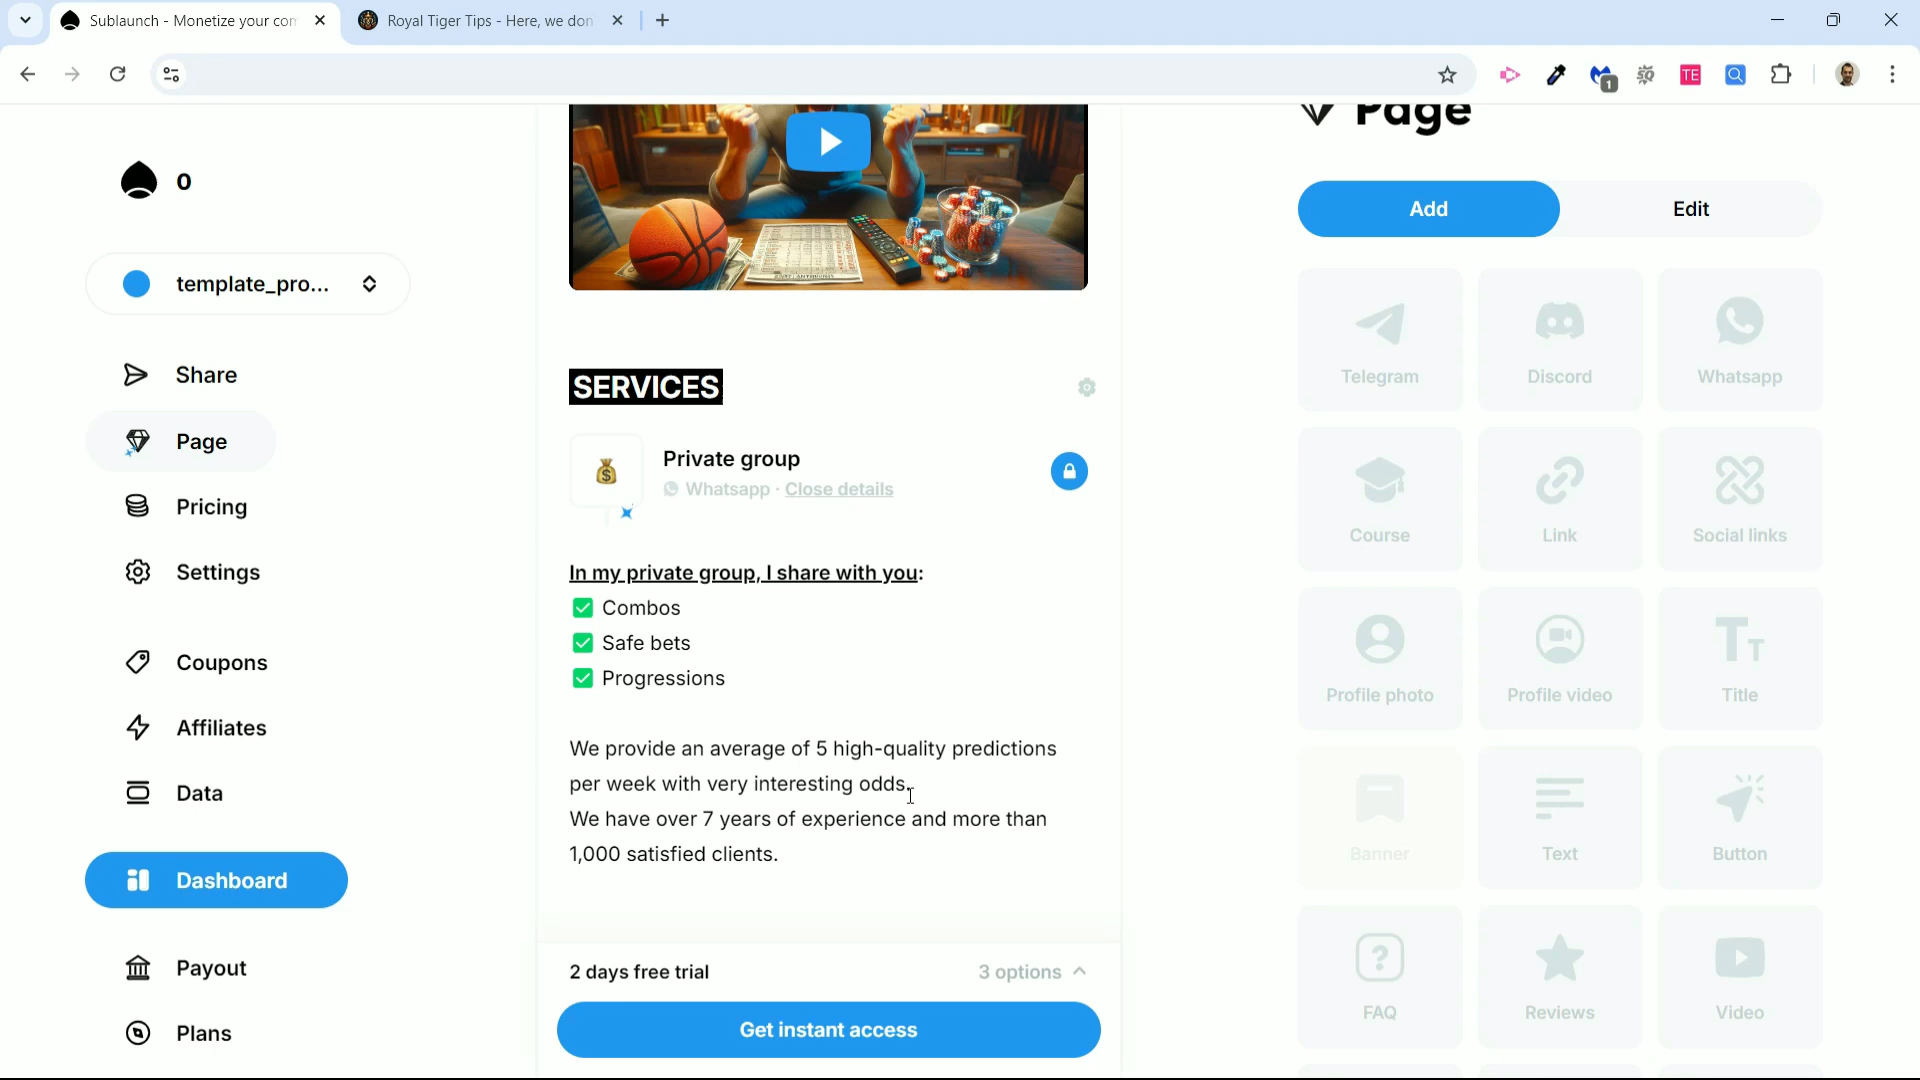 Sublaunch - Monetize your con
Royal Tiger Tips - Here, we don
1
TE
0
template_pro...
Share
Page
Pricing
Settings
Coupons
Affiliates
Data
Dashboard
Payout
Plans
SERVICES
Private group
Whatsapp · Close details
In my private group, I share with you:
Combos
Safe bets
Progressions
We provide an average of 5 high-quality predictions
per week with very interesting odds.
We have over 7 years of experience and more than
1,000 satisfied clients.
2 days free trial
3 options
Get instant access
Page
Add
Edit
Telegram
Discord
Whatsapp
Course
Link
Social links
Profile photo
Profile video
Title
Banner
Text
Button
FAQ
Reviews
Video